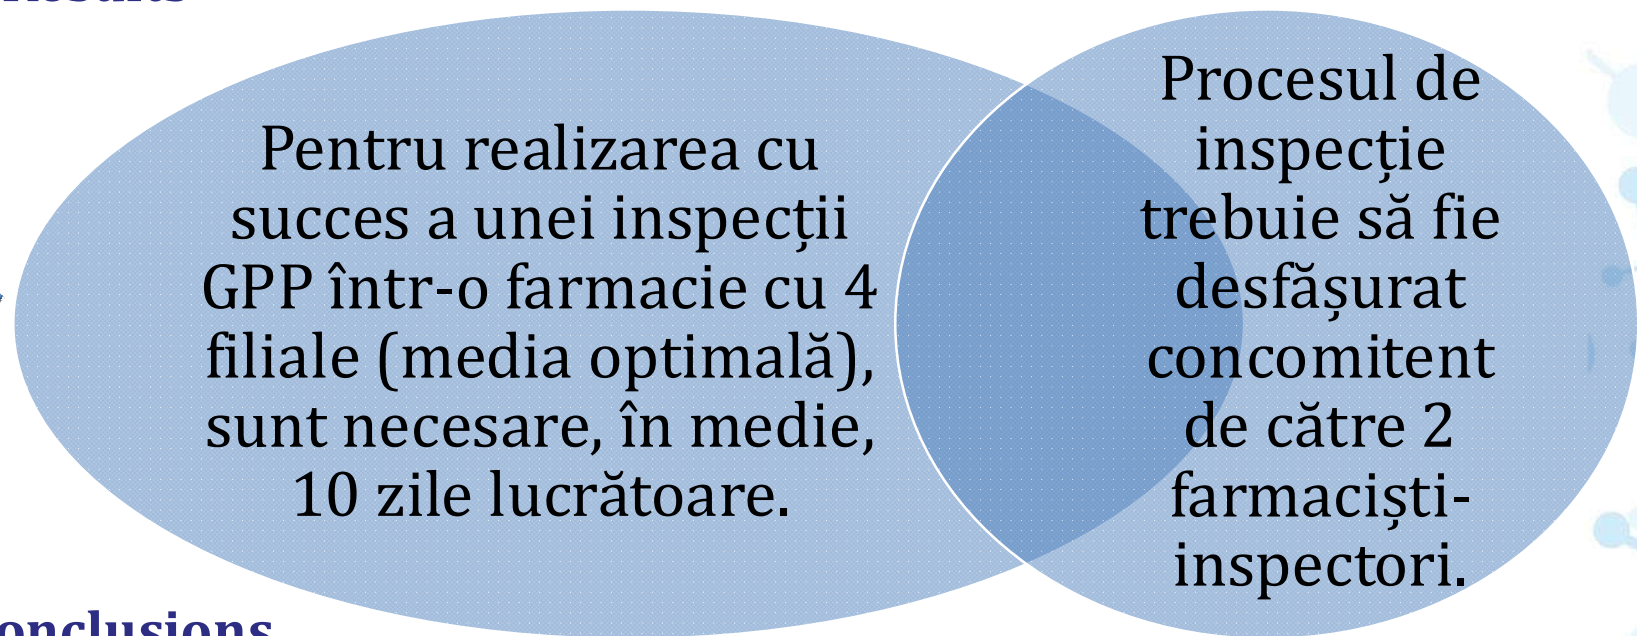 Results
Pentru realizarea cu
succes a unei inspecții
GPP într-o farmacie cu 4
filiale (media optimală),
sunt necesare, în medie,
10 zile lucrătoare.
Procesul de
inspecție
trebuie să fie
desfășurat
concomitent
de către 2
farmaciști-
inspectori.
onclusions